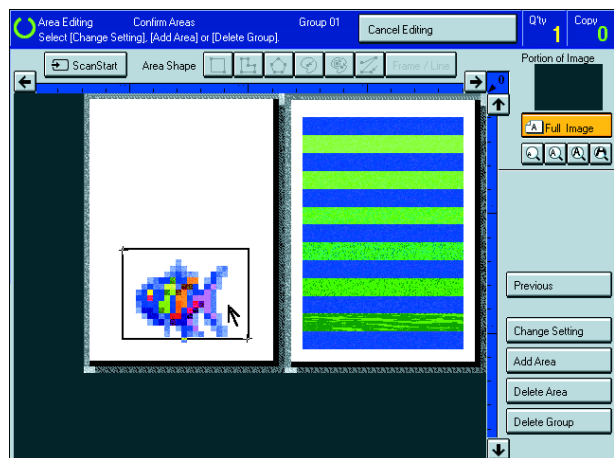 Area Editing Confirm Areas Group 01
Select [Change Setting], [Add Area] or [Delete Group].
Cancel Editing
Q'ty
1
Copy
0
ScanStart Area Shape Frame / Line
0
Portion of Image
A Full Image
A A A A
Previous
Change Setting
Add Area
Delete Area
Delete Group